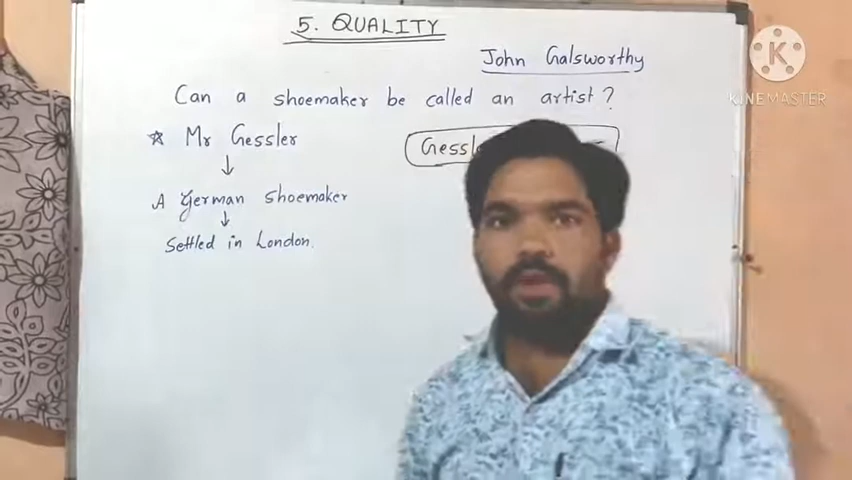 5. QUALITY
John Galsworthy
Can a shoemaker be called an artist?
☆ Mr Gessler
↓
A German shoemaker
↓
Settled in London.
K
KINEMASTER